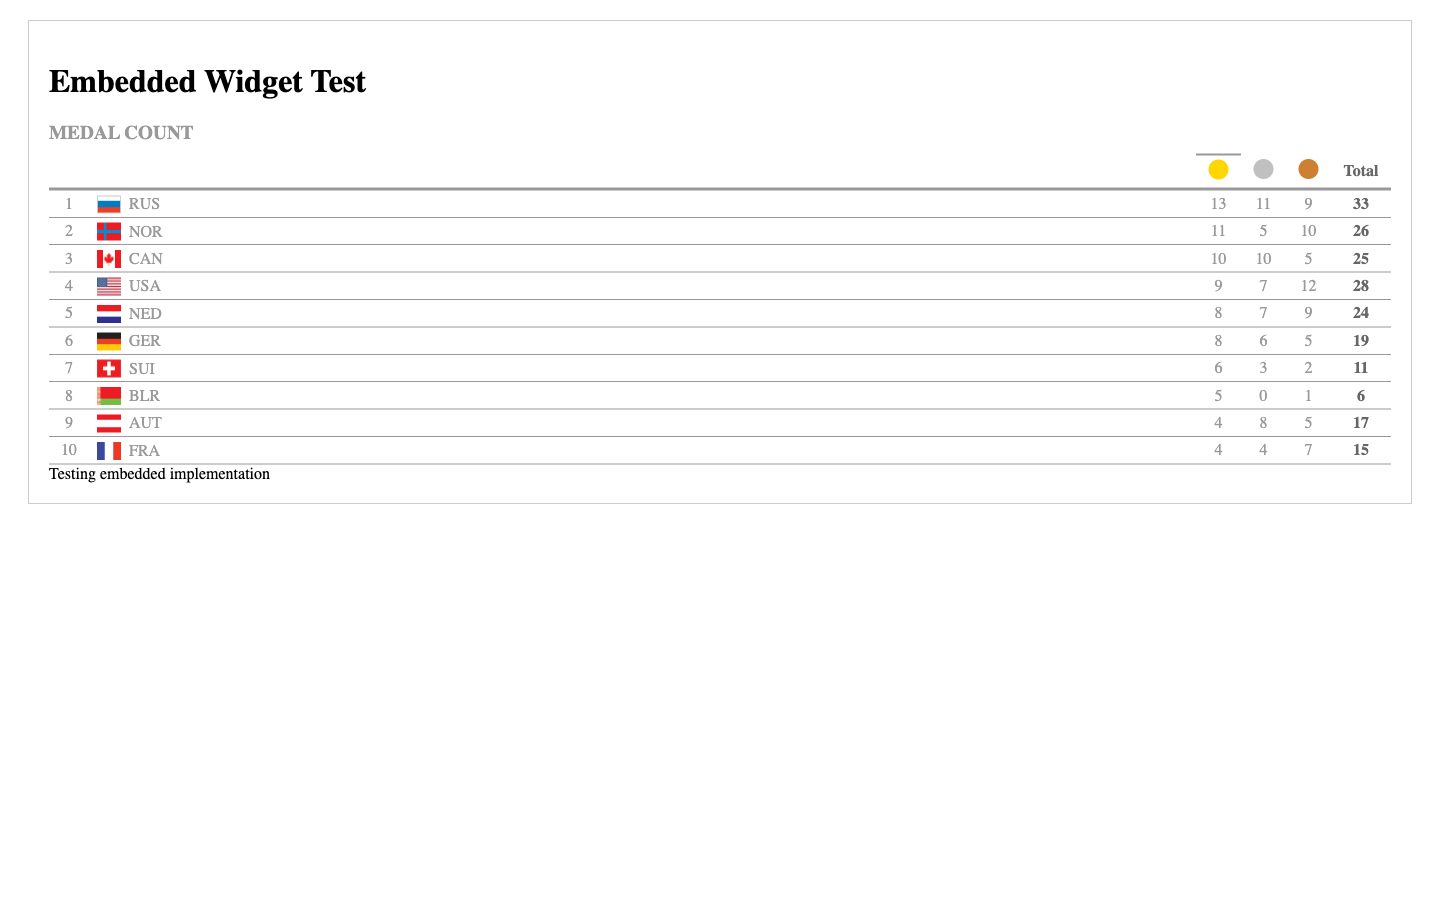 Embedded Widget Test
MEDAL COUNT
Total
1 RUS 13 11 9 33
2 NOR 11 5 10 26
3 CAN 10 10 5 25
4 USA 9 7 12 28
5 NED 8 7 9 24
6 GER 8 6 5 19
7 SUI 6 3 2 11
8 BLR 5 0 1 6
9 AUT 4 8 5 17
10 FRA 4 4 7 15
Testing embedded implementation